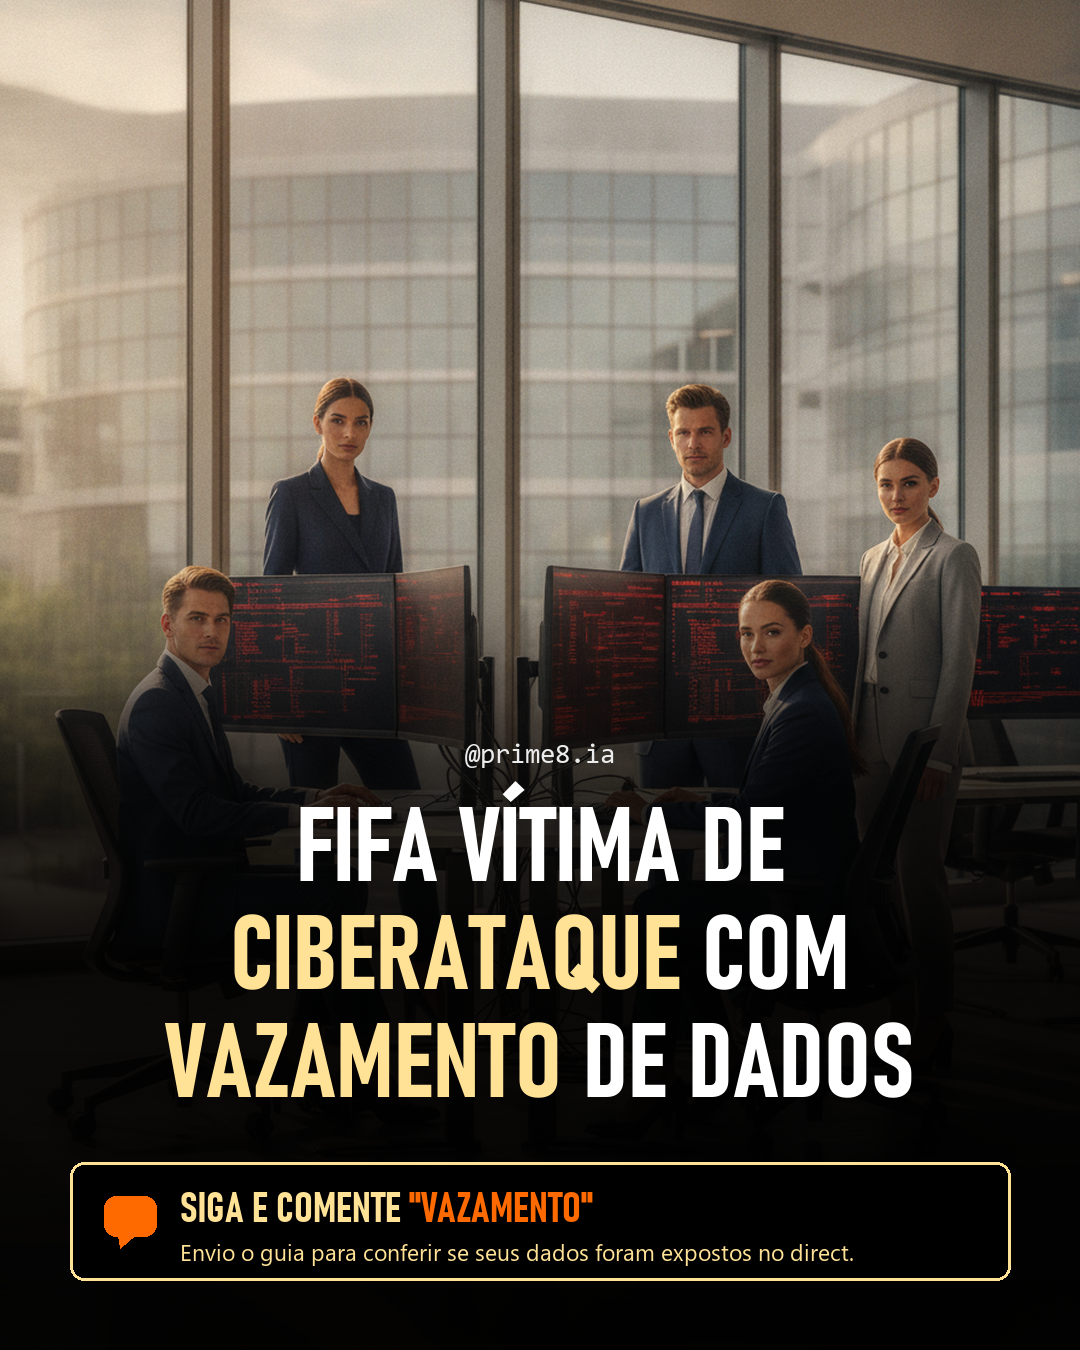 @prime8.ia
FIFA VÍTIMA DE
CIBERATAQUE COM
VAZAMENTO DE DADOS
SIGA E COMENTE "VAZAMENTO"
Envio o guia para conferir se seus dados foram expostos no direct.